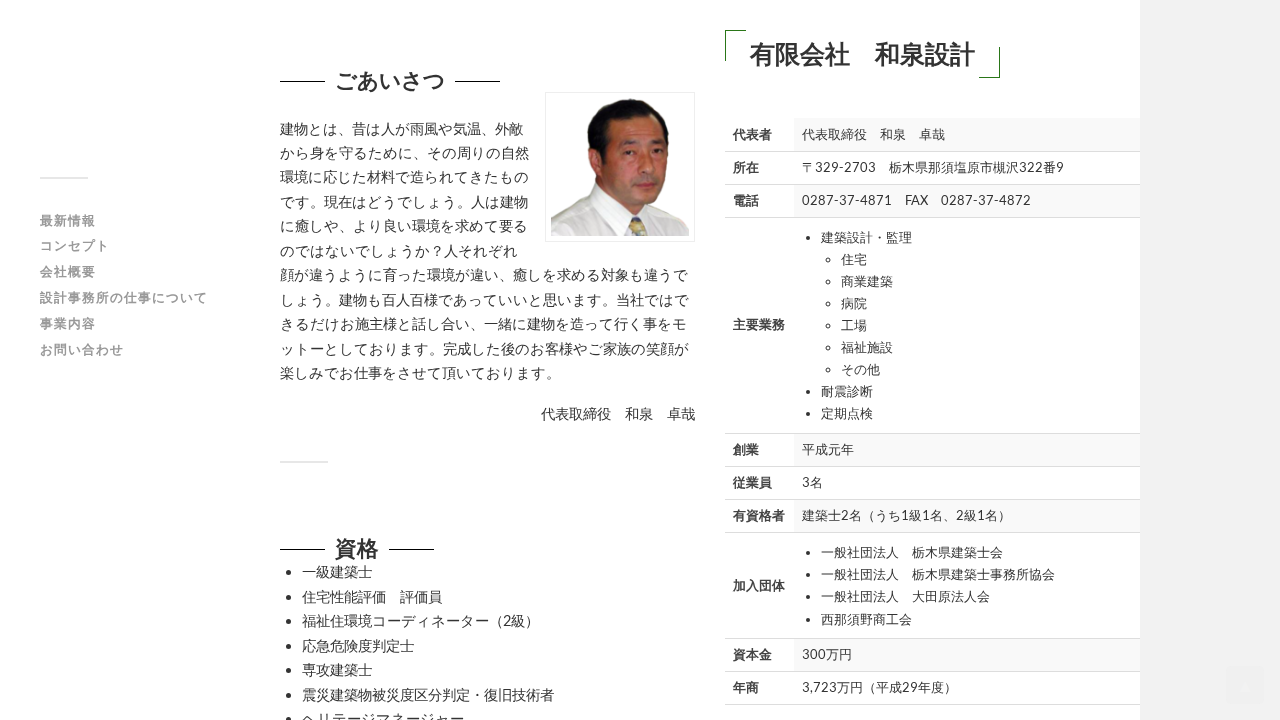 最新情報
コンセプト
会社概要
設計事務所の仕事について
事業内容
お問い合わせ
ごあいさつ
建物とは、昔は人が雨風や気温、外敵
から身を守るために、その周りの自然
環境に応じた材料で造られてきたもの
です。現在はどうでしょう。人は建物
に癒しや、より良い環境を求めて要る
のではないでしょうか？人それぞれ
顔が違うように育った環境が違い、癒しを求める対象も違うで
しょう。建物も百人百様であっていいと思います。当社ではで
きるだけお施主様と話し合い、一緒に建物を造って行く事をモ
ットーとしております。完成した後のお客様やご家族の笑顔が
楽しみでお仕事をさせて頂いております。
代表取締役　和泉　卓哉
資格
一級建築士
住宅性能評価　評価員
福祉住環境コーディネーター（2級）
応急危険度判定士
専攻建築士
震災建築物被災度区分判定・復旧技術者
ヘリテージマネージャー
有限会社　和泉設計
代表者 代表取締役　和泉　卓哉
所在 〒329-2703　栃木県那須塩原市槻沢322番9
電話 0287-37-4871　FAX　0287-37-4872
主要業務
建築設計・監理
住宅
商業建築
病院
工場
福祉施設
その他
耐震診断
定期点検
創業 平成元年
従業員 3名
有資格者 建築士2名（うち1級1名、2級1名）
加入団体
一般社団法人　栃木県建築士会
一般社団法人　栃木県建築士事務所協会
一般社団法人　大田原法人会
西那須野商工会
資本金 300万円
年商 3,723万円（平成29年度）